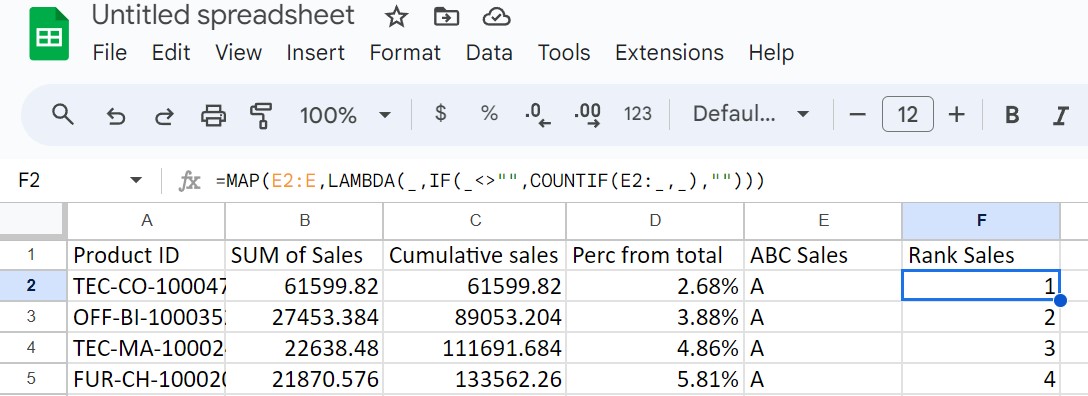 Untitled spreadsheet
File Edit View Insert Format Data Tools Extensions Help
100% $ % .0 .00 123 Defaul... 12 B I
F2 fx =MAP(E2:E,LAMBDA(_,IF(_<>"",COUNTIF(E2:_,_),"")))
A B C D E F
1 Product ID SUM of Sales Cumulative sales Perc from total ABC Sales Rank Sales
2 TEC-CO-100047 61599.82 61599.82 2.68% A 1
3 OFF-BI-1000353 27453.384 89053.204 3.88% A 2
4 TEC-MA-10002 22638.48 111691.684 4.86% A 3
5 FUR-CH-100020 21870.576 133562.26 5.81% A 4